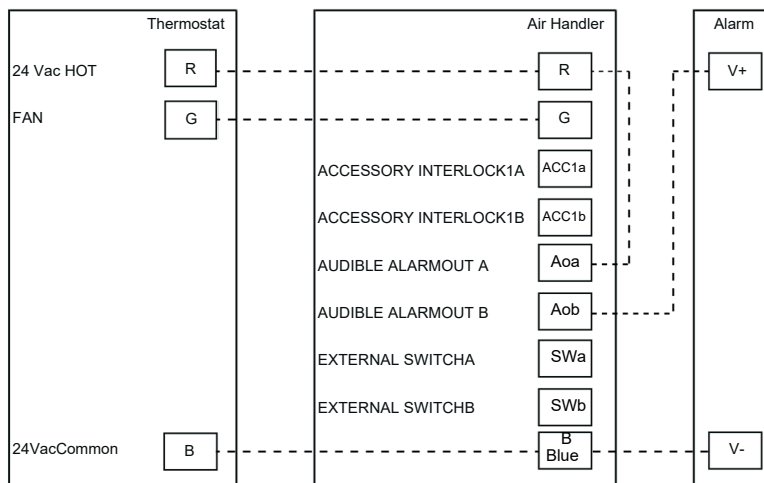 Thermostat Air Handler Alarm
24 Vac HOT R R V+
FAN G G
ACCESSORY INTERLOCK1A ACC1a
ACCESSORY INTERLOCK1B ACC1b
AUDIBLE ALARMOUT A Aoa
AUDIBLE ALARMOUT B Aob
EXTERNAL SWITCHA SWa
EXTERNAL SWITCHB SWb
24VacCommon B B V-
Blue